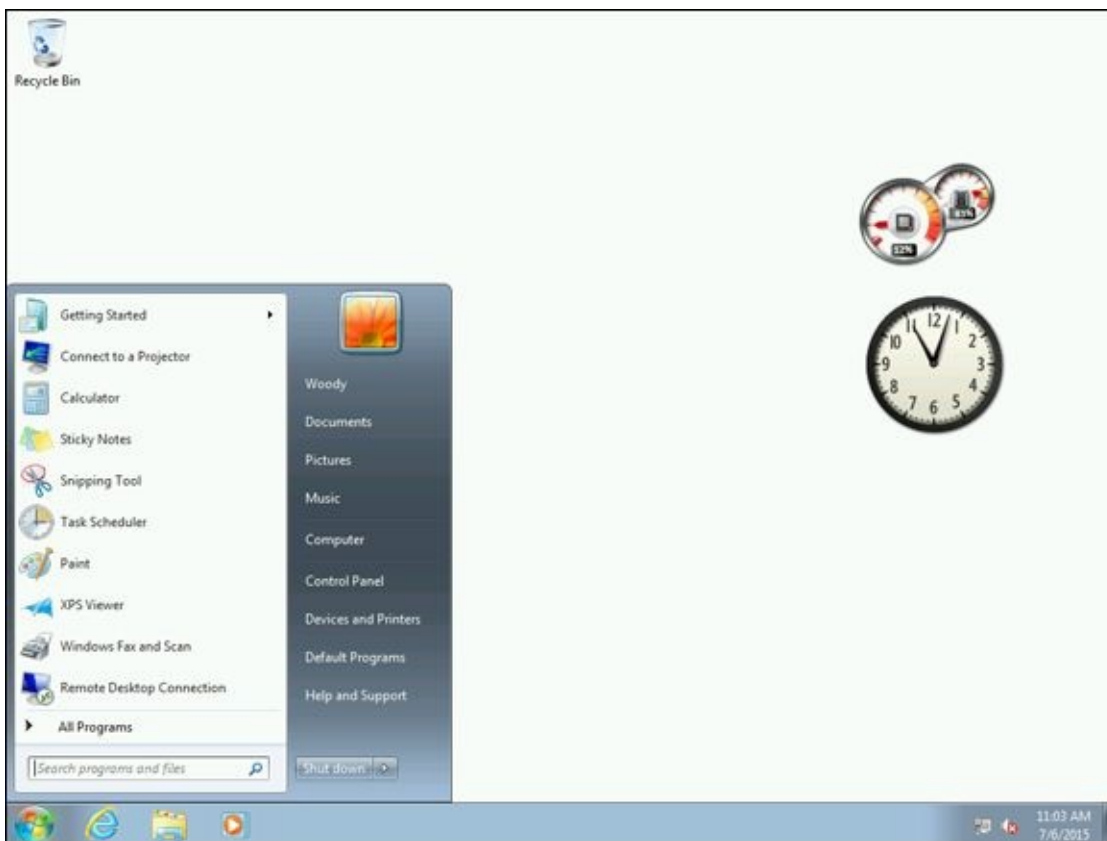 Recycle Bin
52%
Getting Started
Connect to a Projector
Calculator
Sticky Notes
Snipping Tool
Task Scheduler
Paint
XPS Viewer
Windows Fax and Scan
Remote Desktop Connection
All Programs
Search programs and files
Woody
Documents
Pictures
Music
Computer
Control Panel
Devices and Printers
Default Programs
Help and Support
Shut down
11 12 1
10 2
9 3
8 4
7 6 5
11:03 AM
7/6/2015